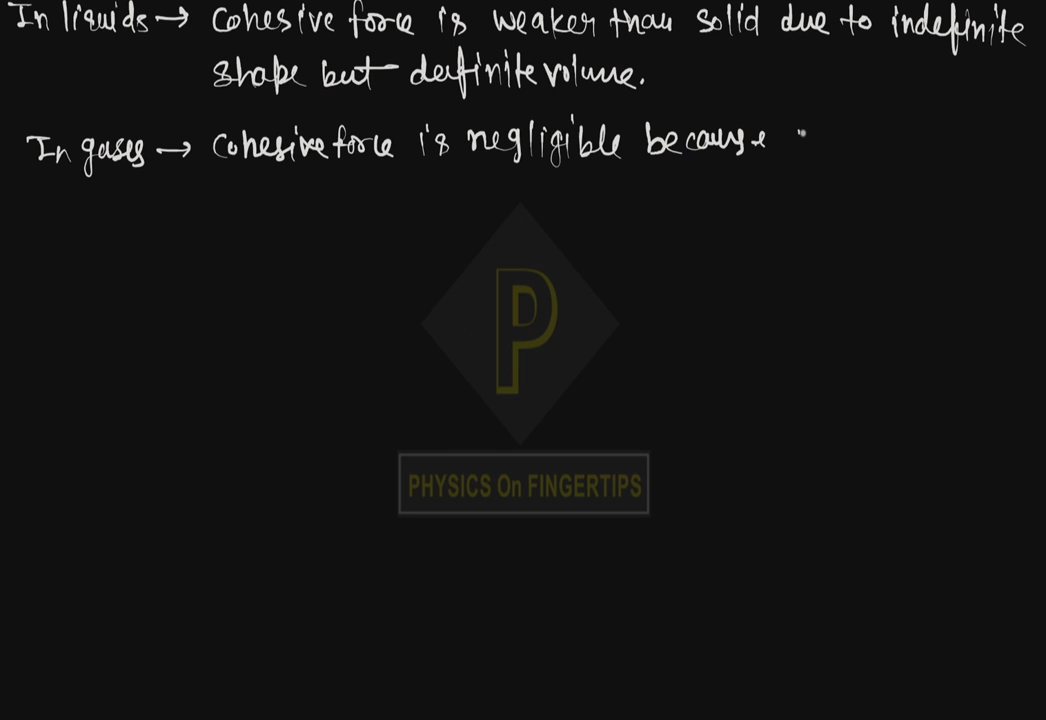 In liquids → Cohesive force is weaker than solid due to indefinite
shape but definite volume.
In gases → Cohesive force is negligible because
P
PHYSICS On FINGERTIPS